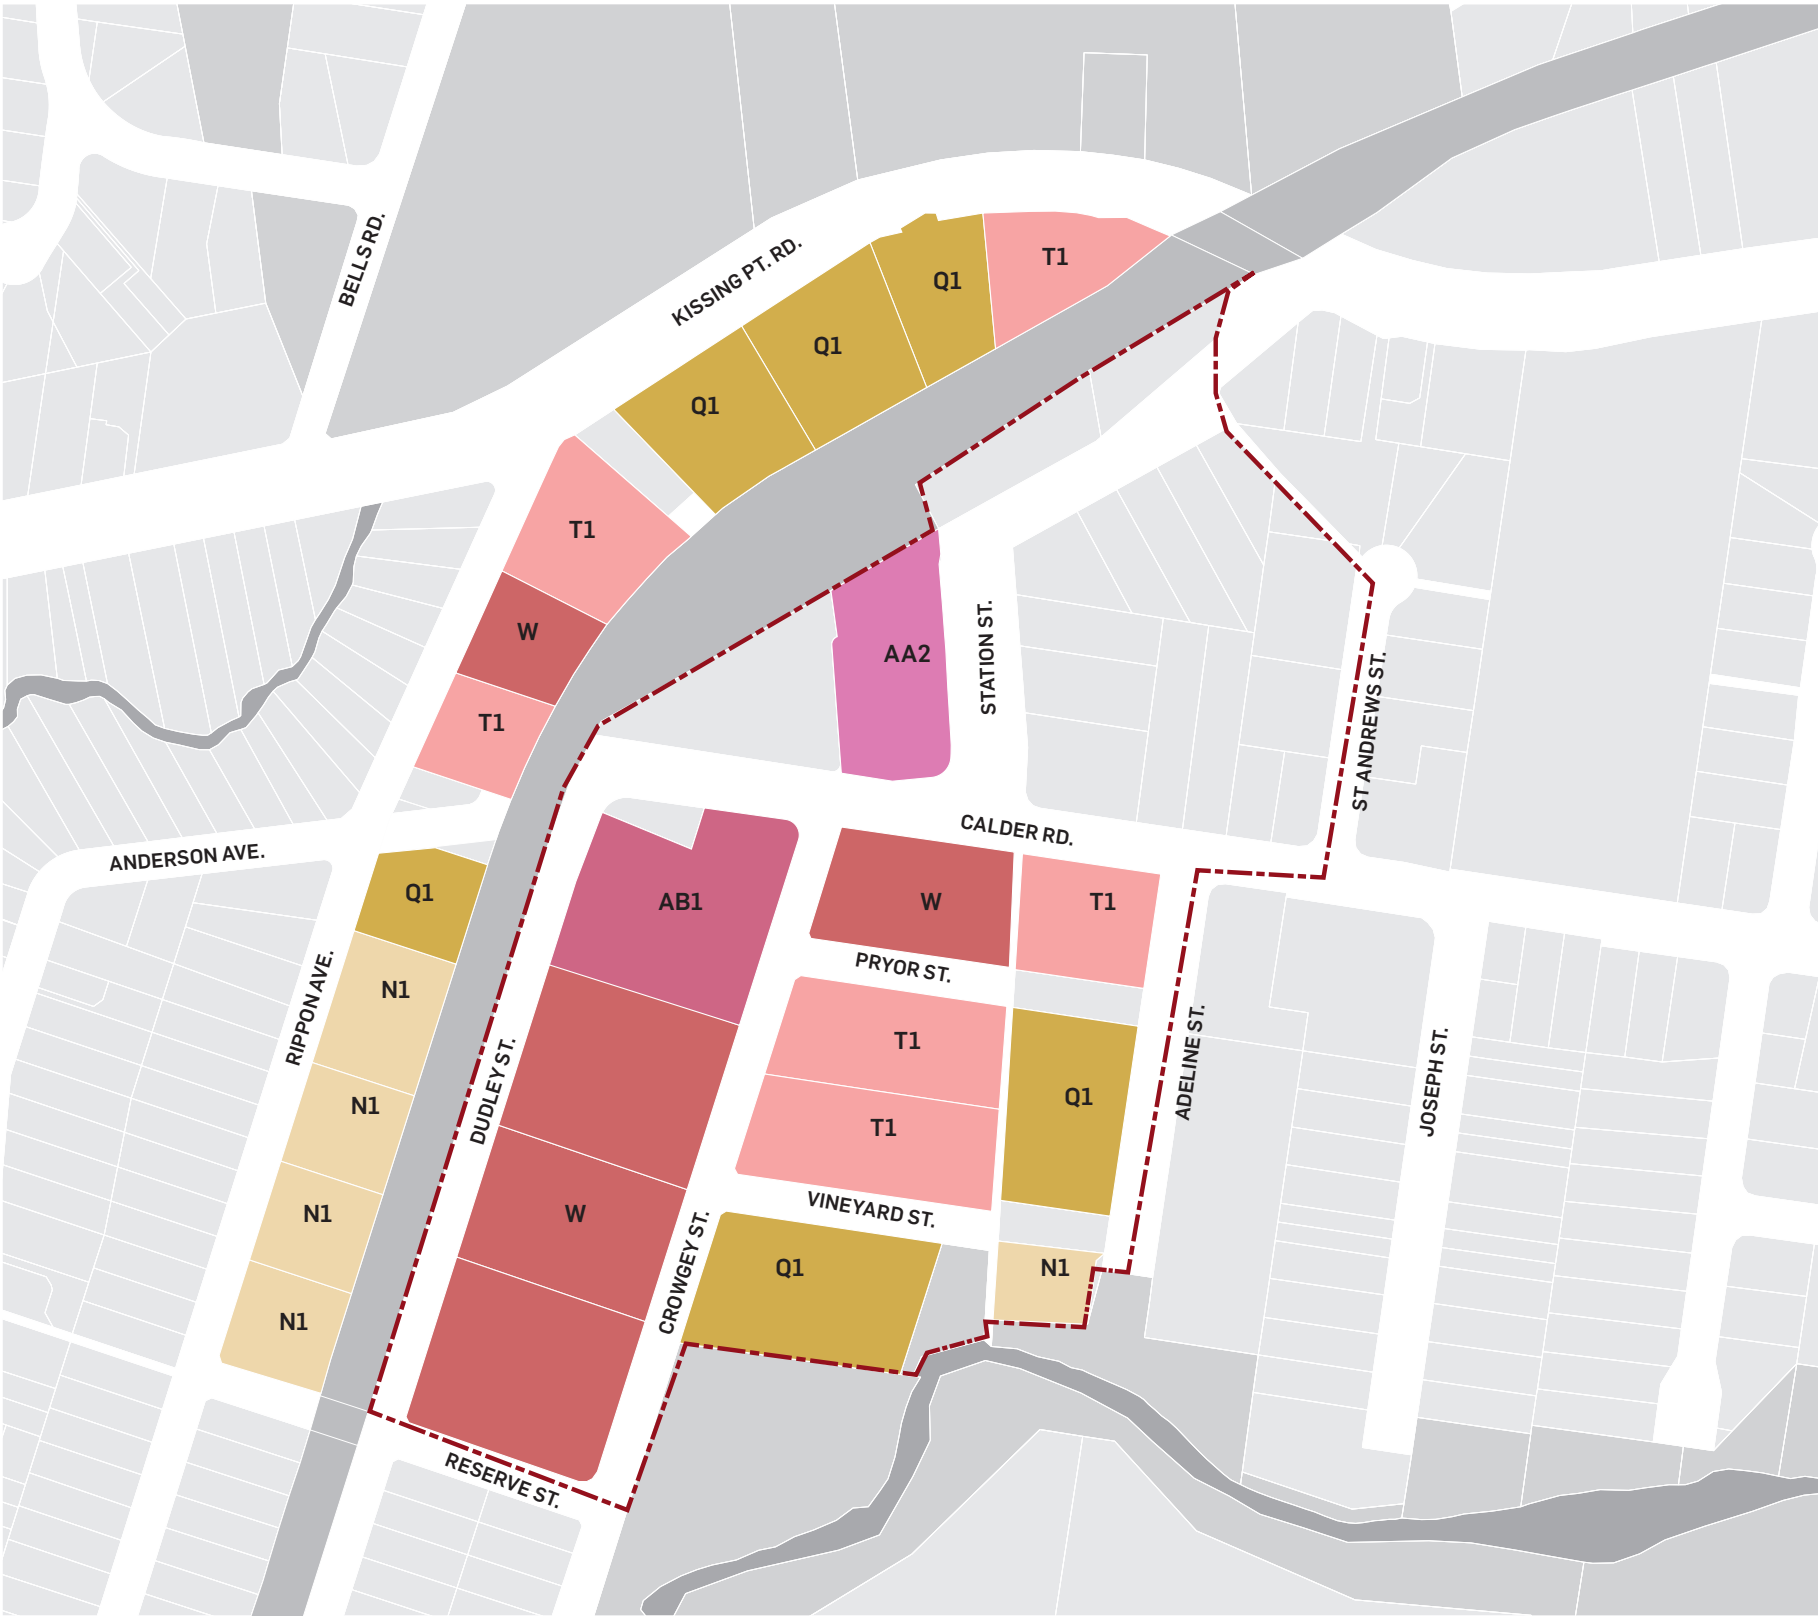 BELLS RD.
KISSING PT. RD.
T1
Q1
Q1
Q1
T1
W
T1
AA2
STATION ST.
ST ANDREWS ST.
CALDER RD.
ANDERSON AVE.
Q1
AB1
W
T1
PRYOR ST.
RIPPON AVE.
N1
T1
DUDLEY ST.
ADELINE ST.
JOSEPH ST.
Q1
N1
T1
N1
W
VINEYARD ST.
CROWGEY ST.
Q1
N1
N1
RESERVE ST.